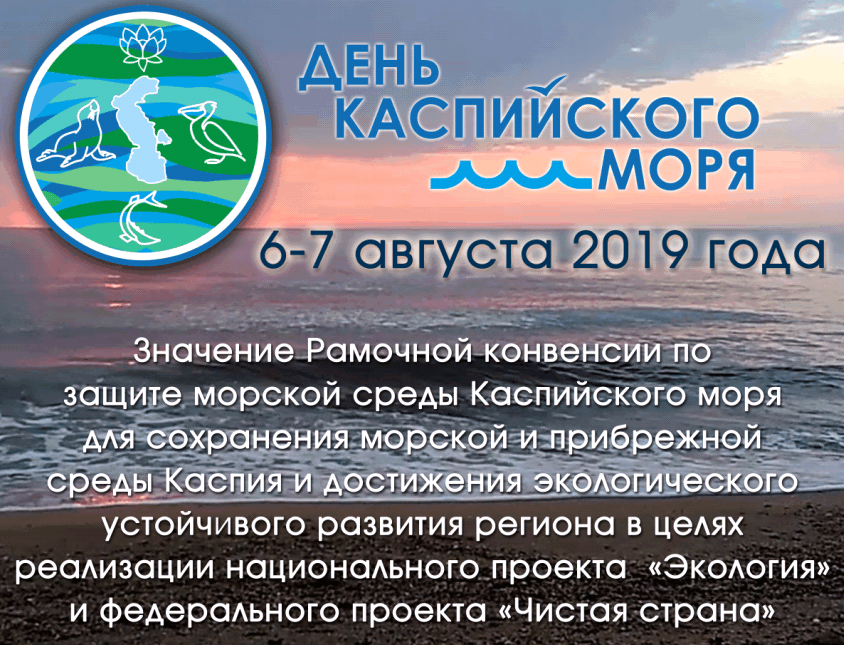 ДЕНЬ
КАСПИЙСКОГО
МОРЯ
6-7 августа 2019 года
Значение Рамочной конвенсии по
защите морской среды Каспийского моря
для сохранения морской и прибрежной
среды Каспия и достижения экологического
устойчивого развития региона в целях
реализации национального проекта «Экология»
и федерального проекта «Чистая страна»